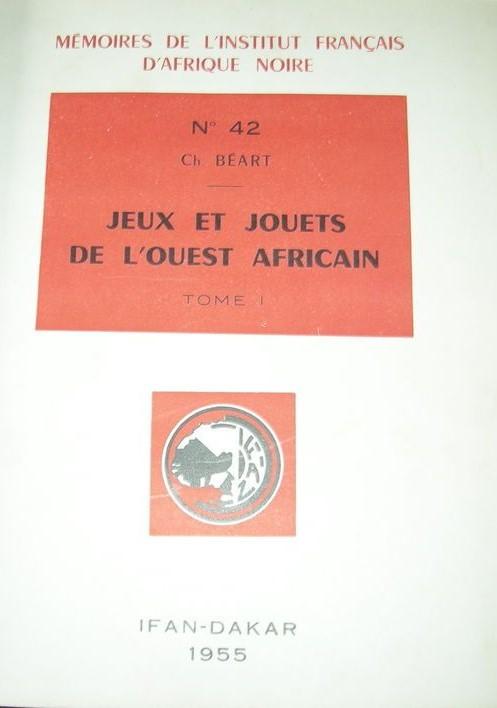 MÉMOIRES DE L'INSTITUT FRANÇAIS
D'AFRIQUE NOIRE
N° 42
Ch. BÉART
JEUX ET JOUETS
DE L'OUEST AFRICAIN
TOME I
IFAN
IFAN-DAKAR
1955